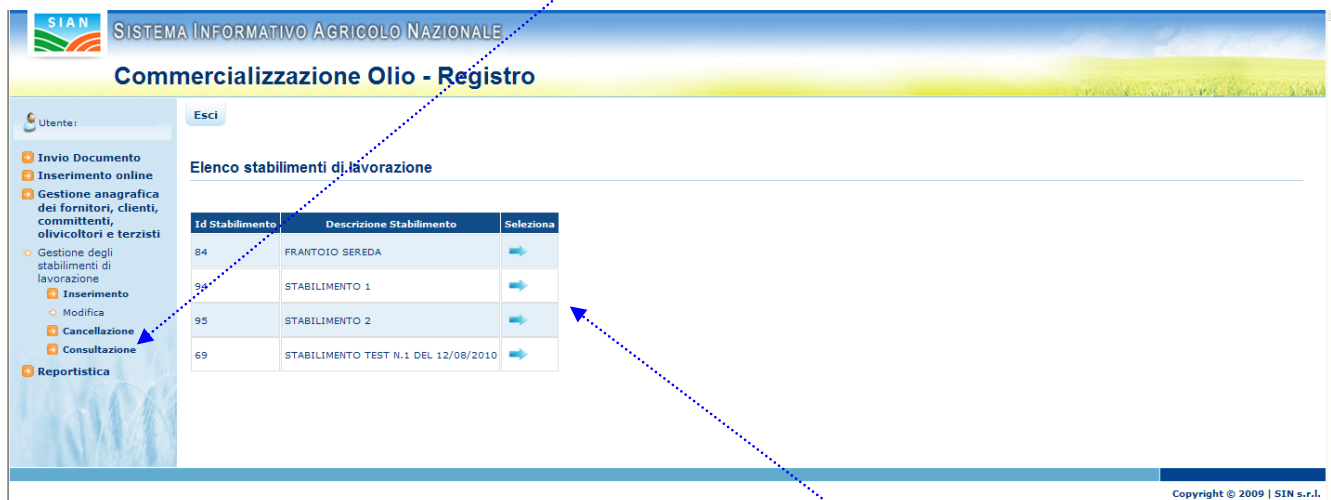 SIAN
SISTEMA INFORMATIVO AGRICOLO NAZIONALE
Commercializzazione Olio - Registro
Utente:
Invio Documento
Inserimento online
Gestione anagrafica
dei fornitori, clienti,
committenti,
olivicoltori e terzisti
Gestione degli
stabilimenti di
lavorazione
Inserimento
Modifica
Cancellazione
Consultazione
Reportistica
Esci
Elenco stabilimenti di lavorazione
Id Stabilimento Descrizione Stabilimento Seleziona
84 FRANTOIO SEREDA
94 STABILIMENTO 1
95 STABILIMENTO 2
69 STABILIMENTO TEST N.1 DEL 12/08/2010
Copyright © 2009 | SIN s.r.l.